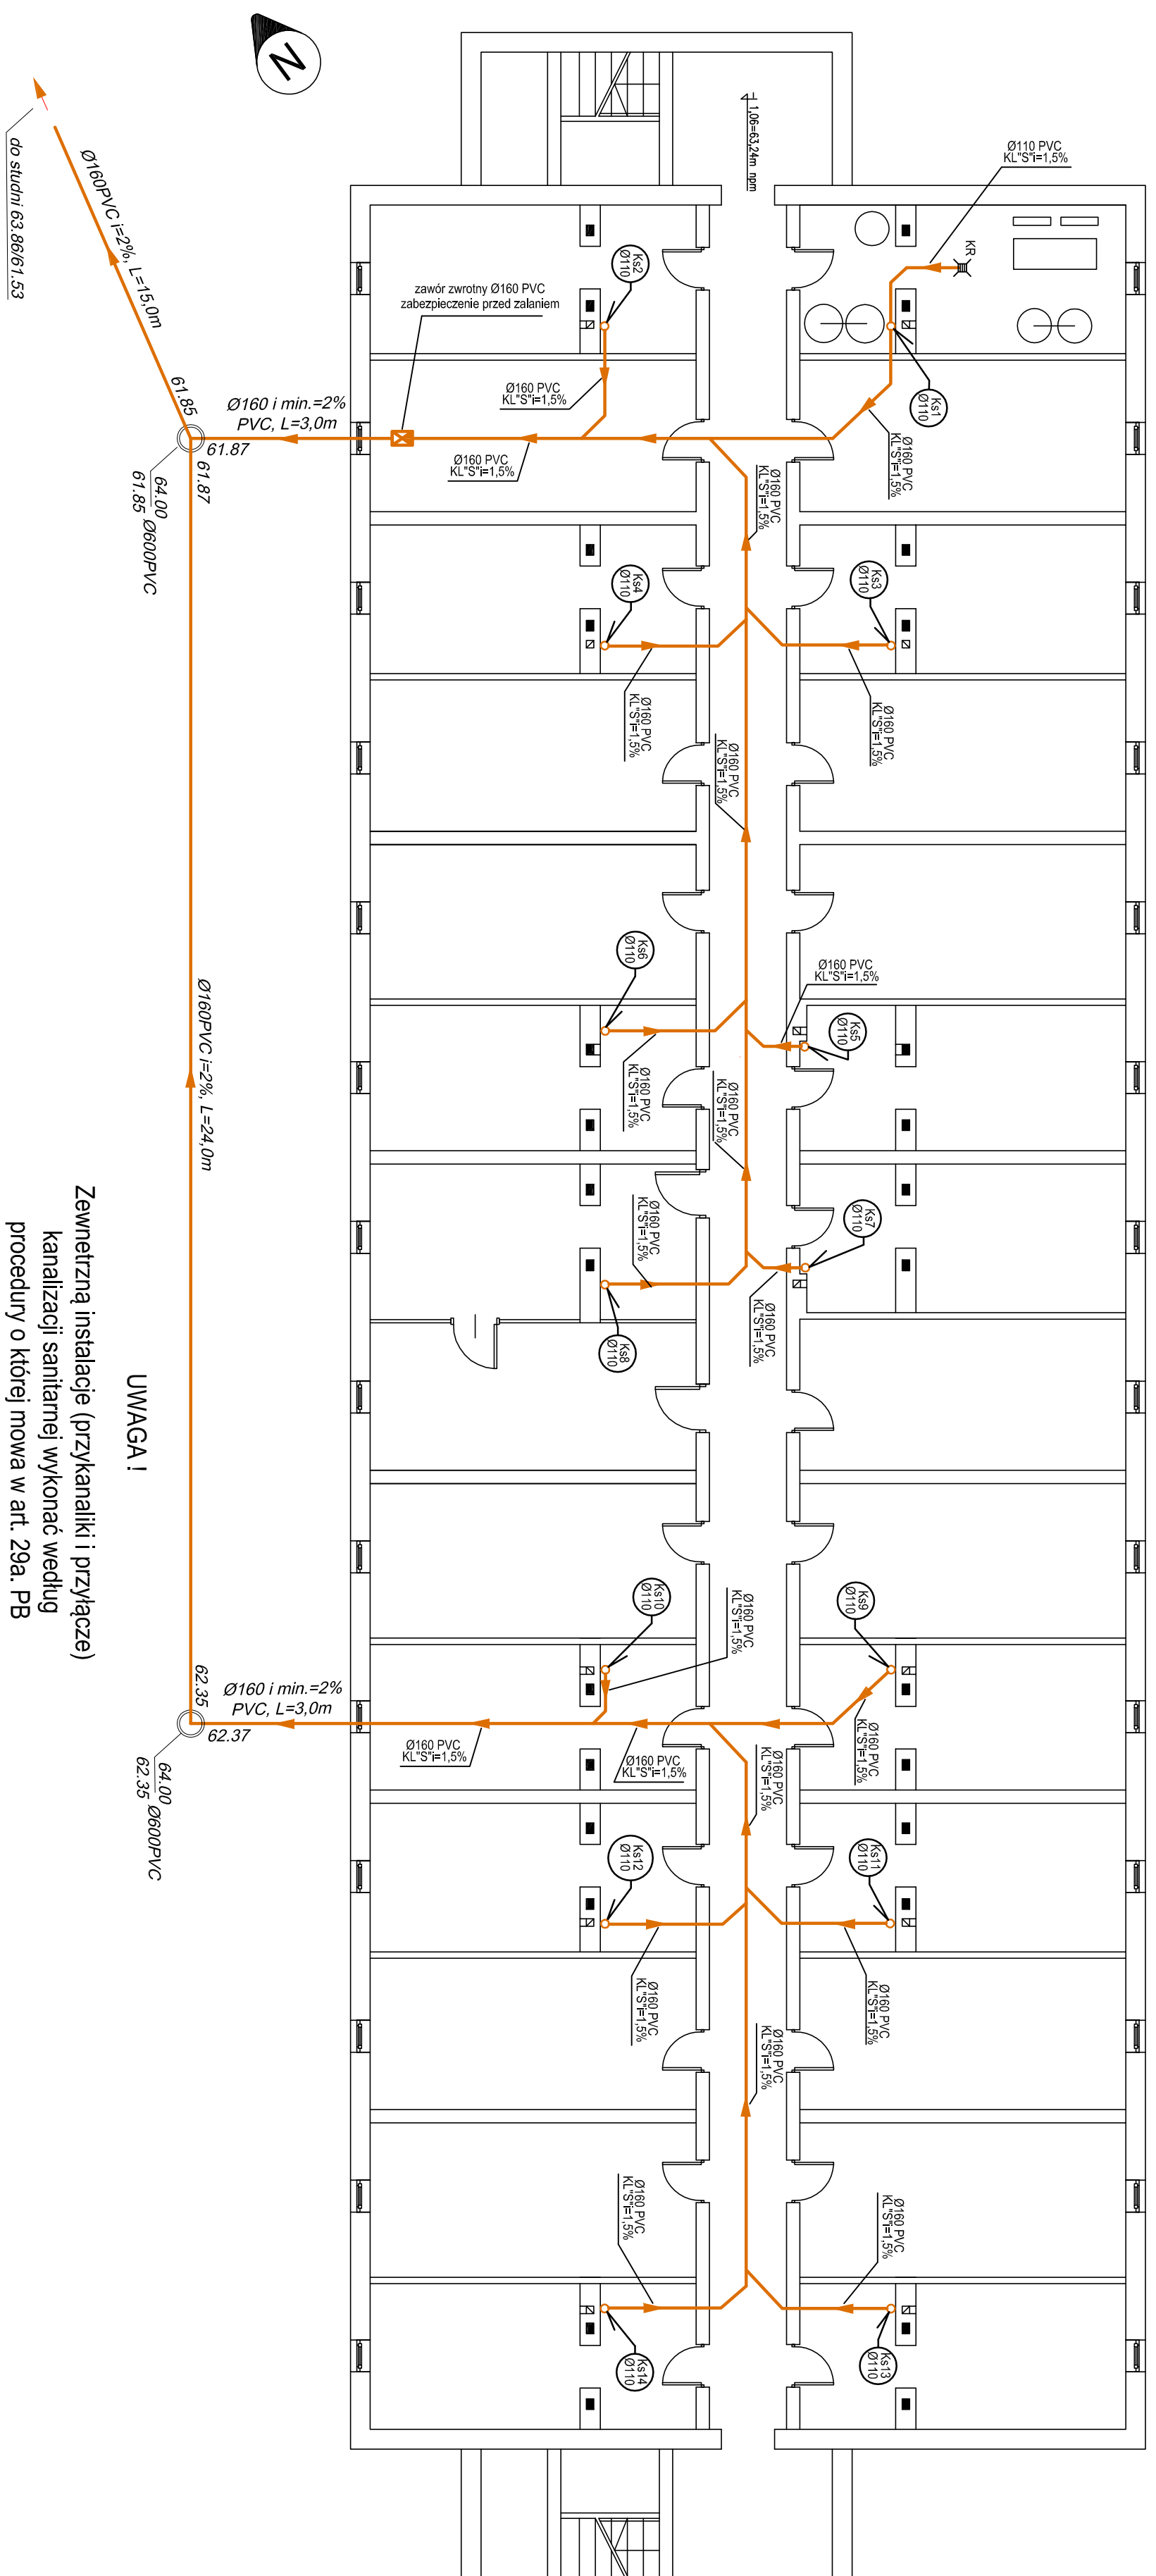 1,06=63,24m npm
Ø110 PVC
KL"S"i=1,5%
KR
Ks2
Ø110
zawór zwrotny Ø160 PVC
zabezpieczenie przed zalaniem
Ks1
Ø110
Ø160 PVC
KL"S"i=1,5%
Ø160 PVC
KL"S"i=1,5%
Ø160 PVC
KL"S"i=1,5%
Ø160 PVC
KL"S"i=1,5%
N
do studni 63.86/61.53
Ø160PVC i=2%, L=15,0m
61.85
Ø160 i min.=2%
PVC, L=3,0m
61.87
61.87
64.00
61.85 Ø600PVC
Ks4
Ø110
Ks3
Ø110
Ø160 PVC
KL"S"i=1,5%
Ø160 PVC
KL"S"i=1,5%
Ø160 PVC
KL"S"i=1,5%
Ks6
Ø110
Ø160 PVC
KL"S"i=1,5%
Ks5
Ø110
Ø160 PVC
KL"S"i=1,5%
Ø160 PVC
KL"S"i=1,5%
Ø160PVC i=2%, L=24,0m
Ks7
Ø110
Ø160 PVC
KL"S"i=1,5%
Ø160 PVC
KL"S"i=1,5%
Ks8
Ø110
UWAGA !
Zewnetrzną instalacje (przykanaliki i przyłącze)
kanalizacji sanitarnej wykonać według
procedury o której mowa w art. 29a. PB
Ks10
Ø110
Ø160 PVC
KL"S"i=1,5%
Ks9
Ø110
62.35
Ø160 i min.=2%
PVC, L=3,0m
62.37
64.00
62.35 Ø600PVC
Ø160 PVC
KL"S"i=1,5%
Ø160 PVC
KL"S"i=1,5%
Ø160 PVC
KL"S"i=1,5%
Ø160 PVC
KL"S"i=1,5%
Ks12
Ø110
Ks11
Ø110
Ø160 PVC
KL"S"i=1,5%
Ø160 PVC
KL"S"i=1,5%
Ø160 PVC
KL"S"i=1,5%
Ø160 PVC
KL"S"i=1,5%
Ø160 PVC
KL"S"i=1,5%
Ks14
Ø110
Ks13
Ø110